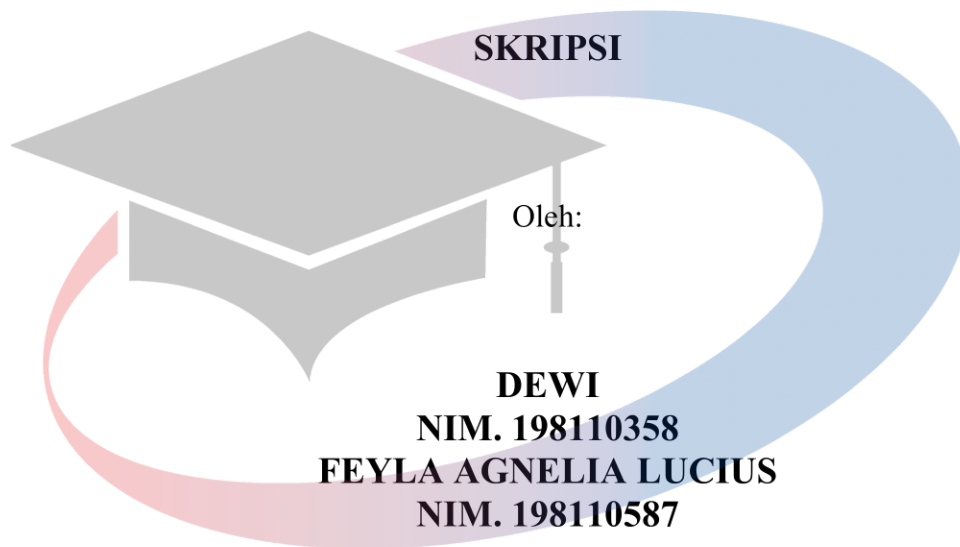 SKRIPSI
Oleh:
DEWI
NIM. 198110358
FEYLA AGNELIA LUCIUS
NIM. 198110587